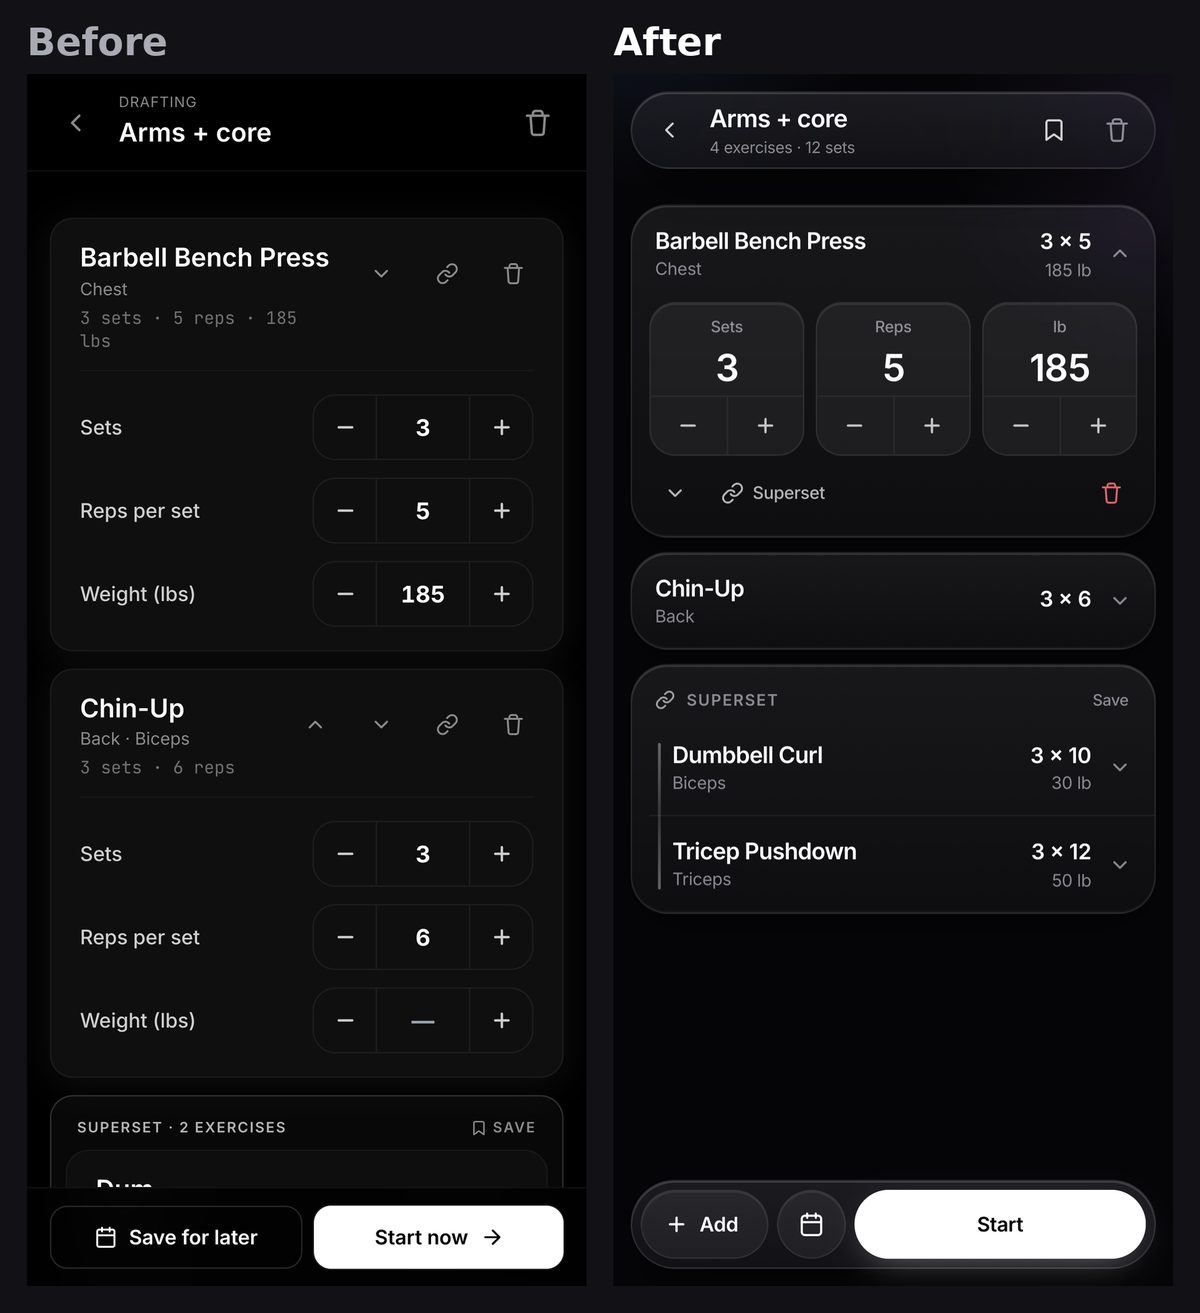 Before
DRAFTING
Arms + core
Barbell Bench Press
Chest
3 sets · 5 reps · 185
lbs
Sets
− 3 +
Reps per set
− 5 +
Weight (lbs)
− 185 +
Chin-Up
Back · Biceps
3 sets · 6 reps
Sets
− 3 +
Reps per set
− 6 +
Weight (lbs)
− — +
SUPERSET · 2 EXERCISES
SAVE
Save for later
Start now →
After
Arms + core
4 exercises · 12 sets
Barbell Bench Press
3 × 5
Chest
185 lb
Sets
Reps
lb
3
5
185
− +
− +
− +
Superset
Chin-Up
3 × 6
Back
SUPERSET
Save
Dumbbell Curl
3 × 10
Biceps
30 lb
Tricep Pushdown
3 × 12
Triceps
50 lb
+ Add
Start